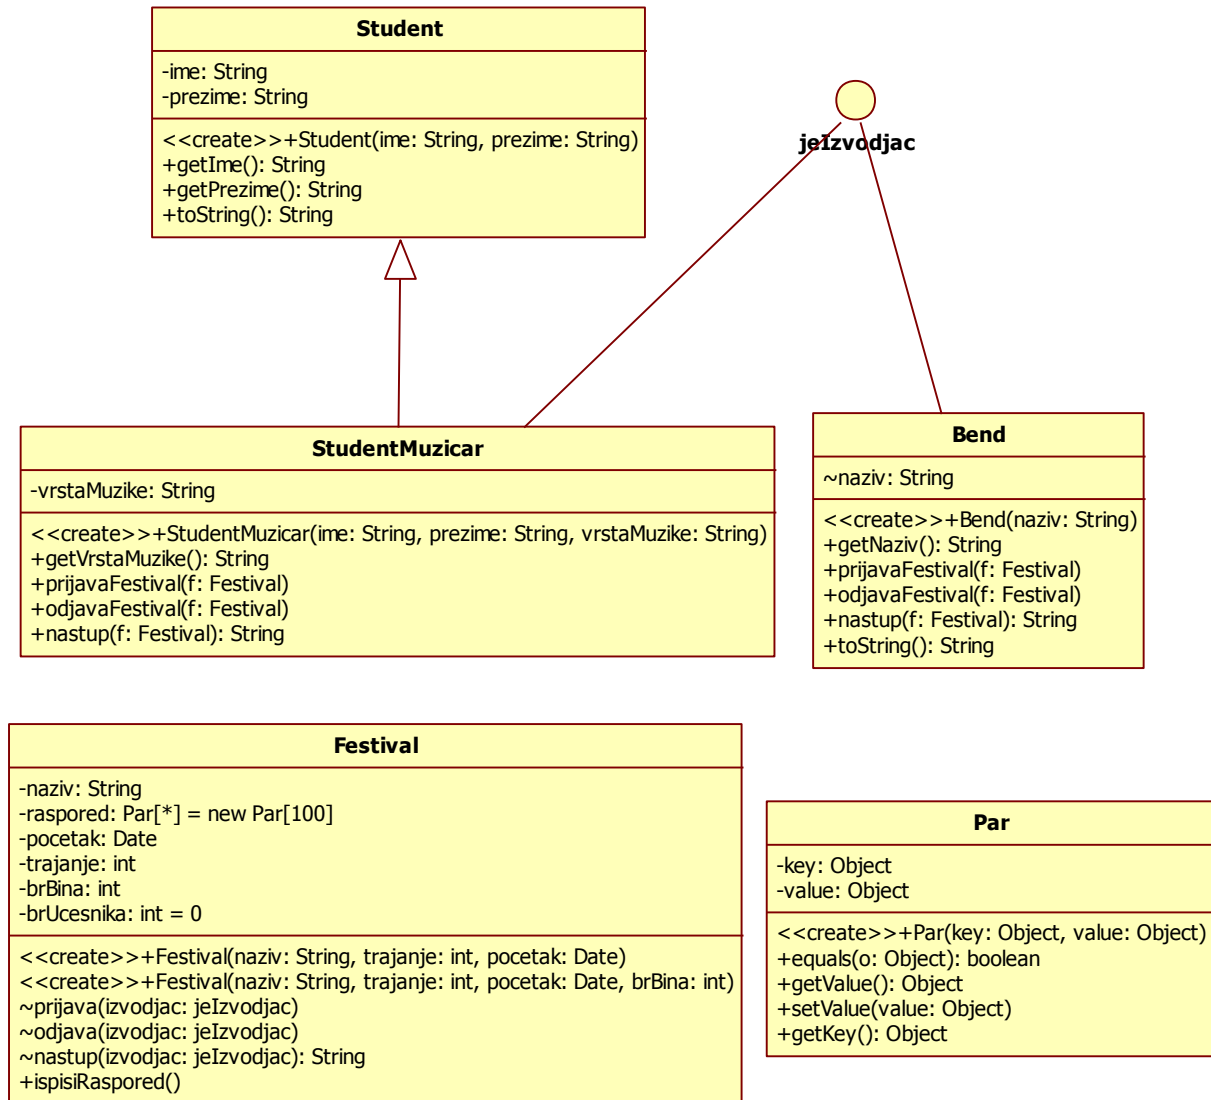 Student
-ime: String
-prezime: String
<<create>>+Student(ime: String, prezime: String)
+getIme(): String
+getPrezime(): String
+toString(): String
jeIzvodjac
StudentMuzicar
-vrstaMuzike: String
<<create>>+StudentMuzicar(ime: String, prezime: String, vrstaMuzike: String)
+getVrstaMuzike(): String
+prijavaFestival(f: Festival)
+odjavaFestival(f: Festival)
+nastup(f: Festival): String
Bend
~naziv: String
<<create>>+Bend(naziv: String)
+getNaziv(): String
+prijavaFestival(f: Festival)
+odjavaFestival(f: Festival)
+nastup(f: Festival): String
+toString(): String
Festival
-naziv: String
-raspored: Par[*] = new Par[100]
-pocetak: Date
-trajanje: int
-brBina: int
-brUcesnika: int = 0
<<create>>+Festival(naziv: String, trajanje: int, pocetak: Date)
<<create>>+Festival(naziv: String, trajanje: int, pocetak: Date, brBina: int)
~prijava(izvodjac: jeIzvodjac)
~odjava(izvodjac: jeIzvodjac)
~nastup(izvodjac: jeIzvodjac): String
+ispisiRaspored()
Par
-key: Object
-value: Object
<<create>>+Par(key: Object, value: Object)
+equals(o: Object): boolean
+getValue(): Object
+setValue(value: Object)
+getKey(): Object